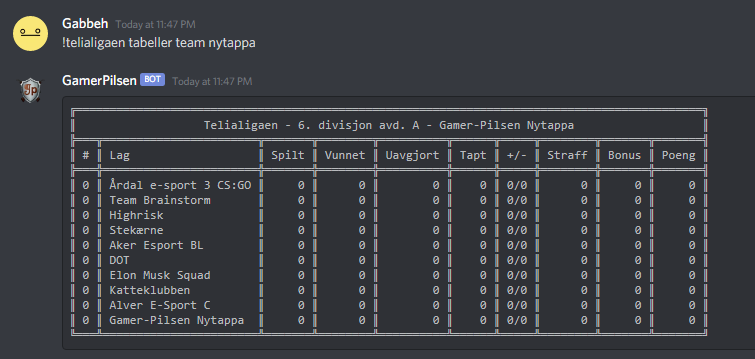 Gabbeh Today at 11:47 PM
!telialigaen tabeller team nytappa
GamerPilsen BOT Today at 11:47 PM
Telialigaen - 6. divisjon avd. A - Gamer-Pilsen Nytappa
# Lag Spilt Vunnet Uavgjort Tapt +/- Straff Bonus Poeng
0 Årdal e-sport 3 CS:GO 0 0 0 0 0/0 0 0 0
0 Team Brainstorm 0 0 0 0 0/0 0 0 0
0 Highrisk 0 0 0 0 0/0 0 0 0
0 Stekærne 0 0 0 0 0/0 0 0 0
0 Aker Esport BL 0 0 0 0 0/0 0 0 0
0 DOT 0 0 0 0 0/0 0 0 0
0 Elon Musk Squad 0 0 0 0 0/0 0 0 0
0 Katteklubben 0 0 0 0 0/0 0 0 0
0 Alver E-Sport C 0 0 0 0 0/0 0 0 0
0 Gamer-Pilsen Nytappa 0 0 0 0 0/0 0 0 0